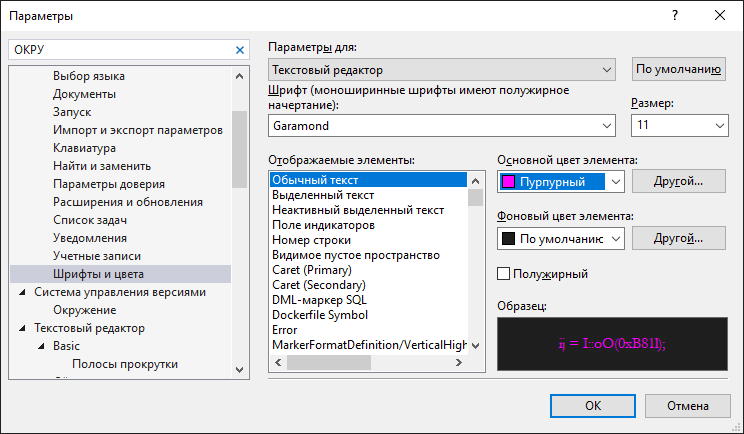 Параметры
ОКРУ
Выбор языка
Документы
Запуск
Импорт и экспорт параметров
Клавиатура
Найти и заменить
Параметры доверия
Расширения и обновления
Список задач
Уведомления
Учетные записи
Шрифты и цвета
Система управления версиями
Окружение
Текстовый редактор
Basic
Полосы прокрутки
Параметры для:
Текстовый редактор
По умолчанию
Шрифт (моноширинные шрифты имеют полужирное
начертание):
Размер:
Garamond
11
Отображаемые элементы:
Обычный текст
Выделенный текст
Неактивный выделенный текст
Поле индикаторов
Номер строки
Видимое пустое пространство
Caret (Primary)
Caret (Secondary)
DML-маркер SQL
Dockerfile Symbol
Error
MarkerFormatDefinition/VerticalHigh
Основной цвет элемента:
Пурпурный
Другой...
Фоновый цвет элемента:
По умолчанию
Другой...
Полужирный
Образец:
ij = I::oO(0xB81l);
ОК
Отмена